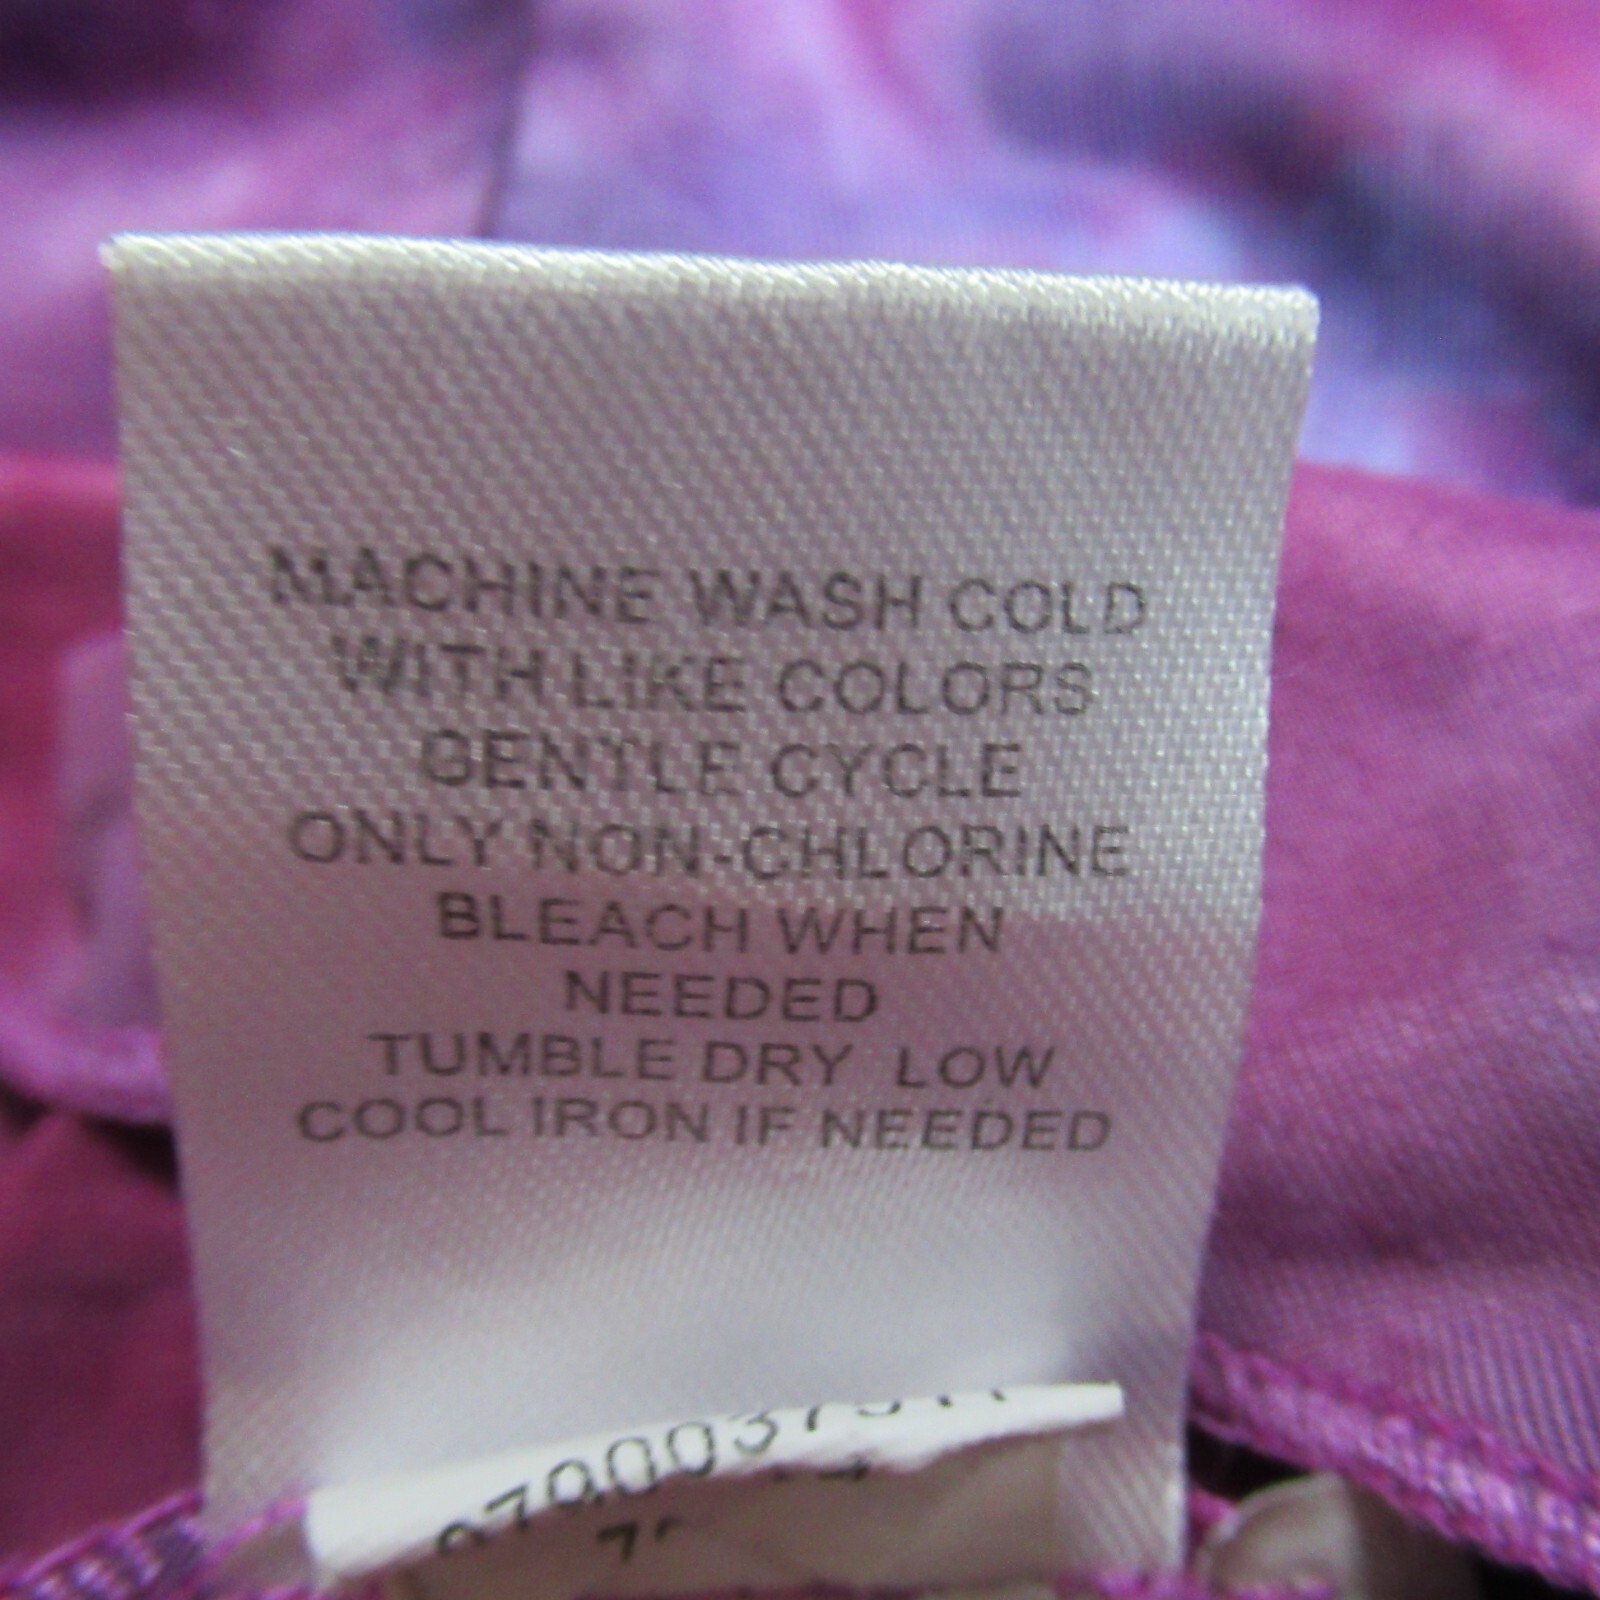 MACHINE WASH COLD
WITH LIKE COLORS
GENTLE CYCLE
ONLY NON-CHLORINE
BLEACH WHEN
NEEDED
TUMBLE DRY LOW
COOL IRON IF NEEDED